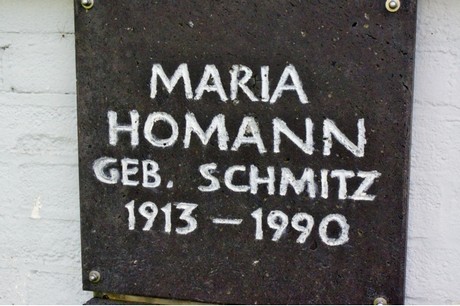 MARIA
HOMANN
GEB. SCHMITZ
1913 – 1990